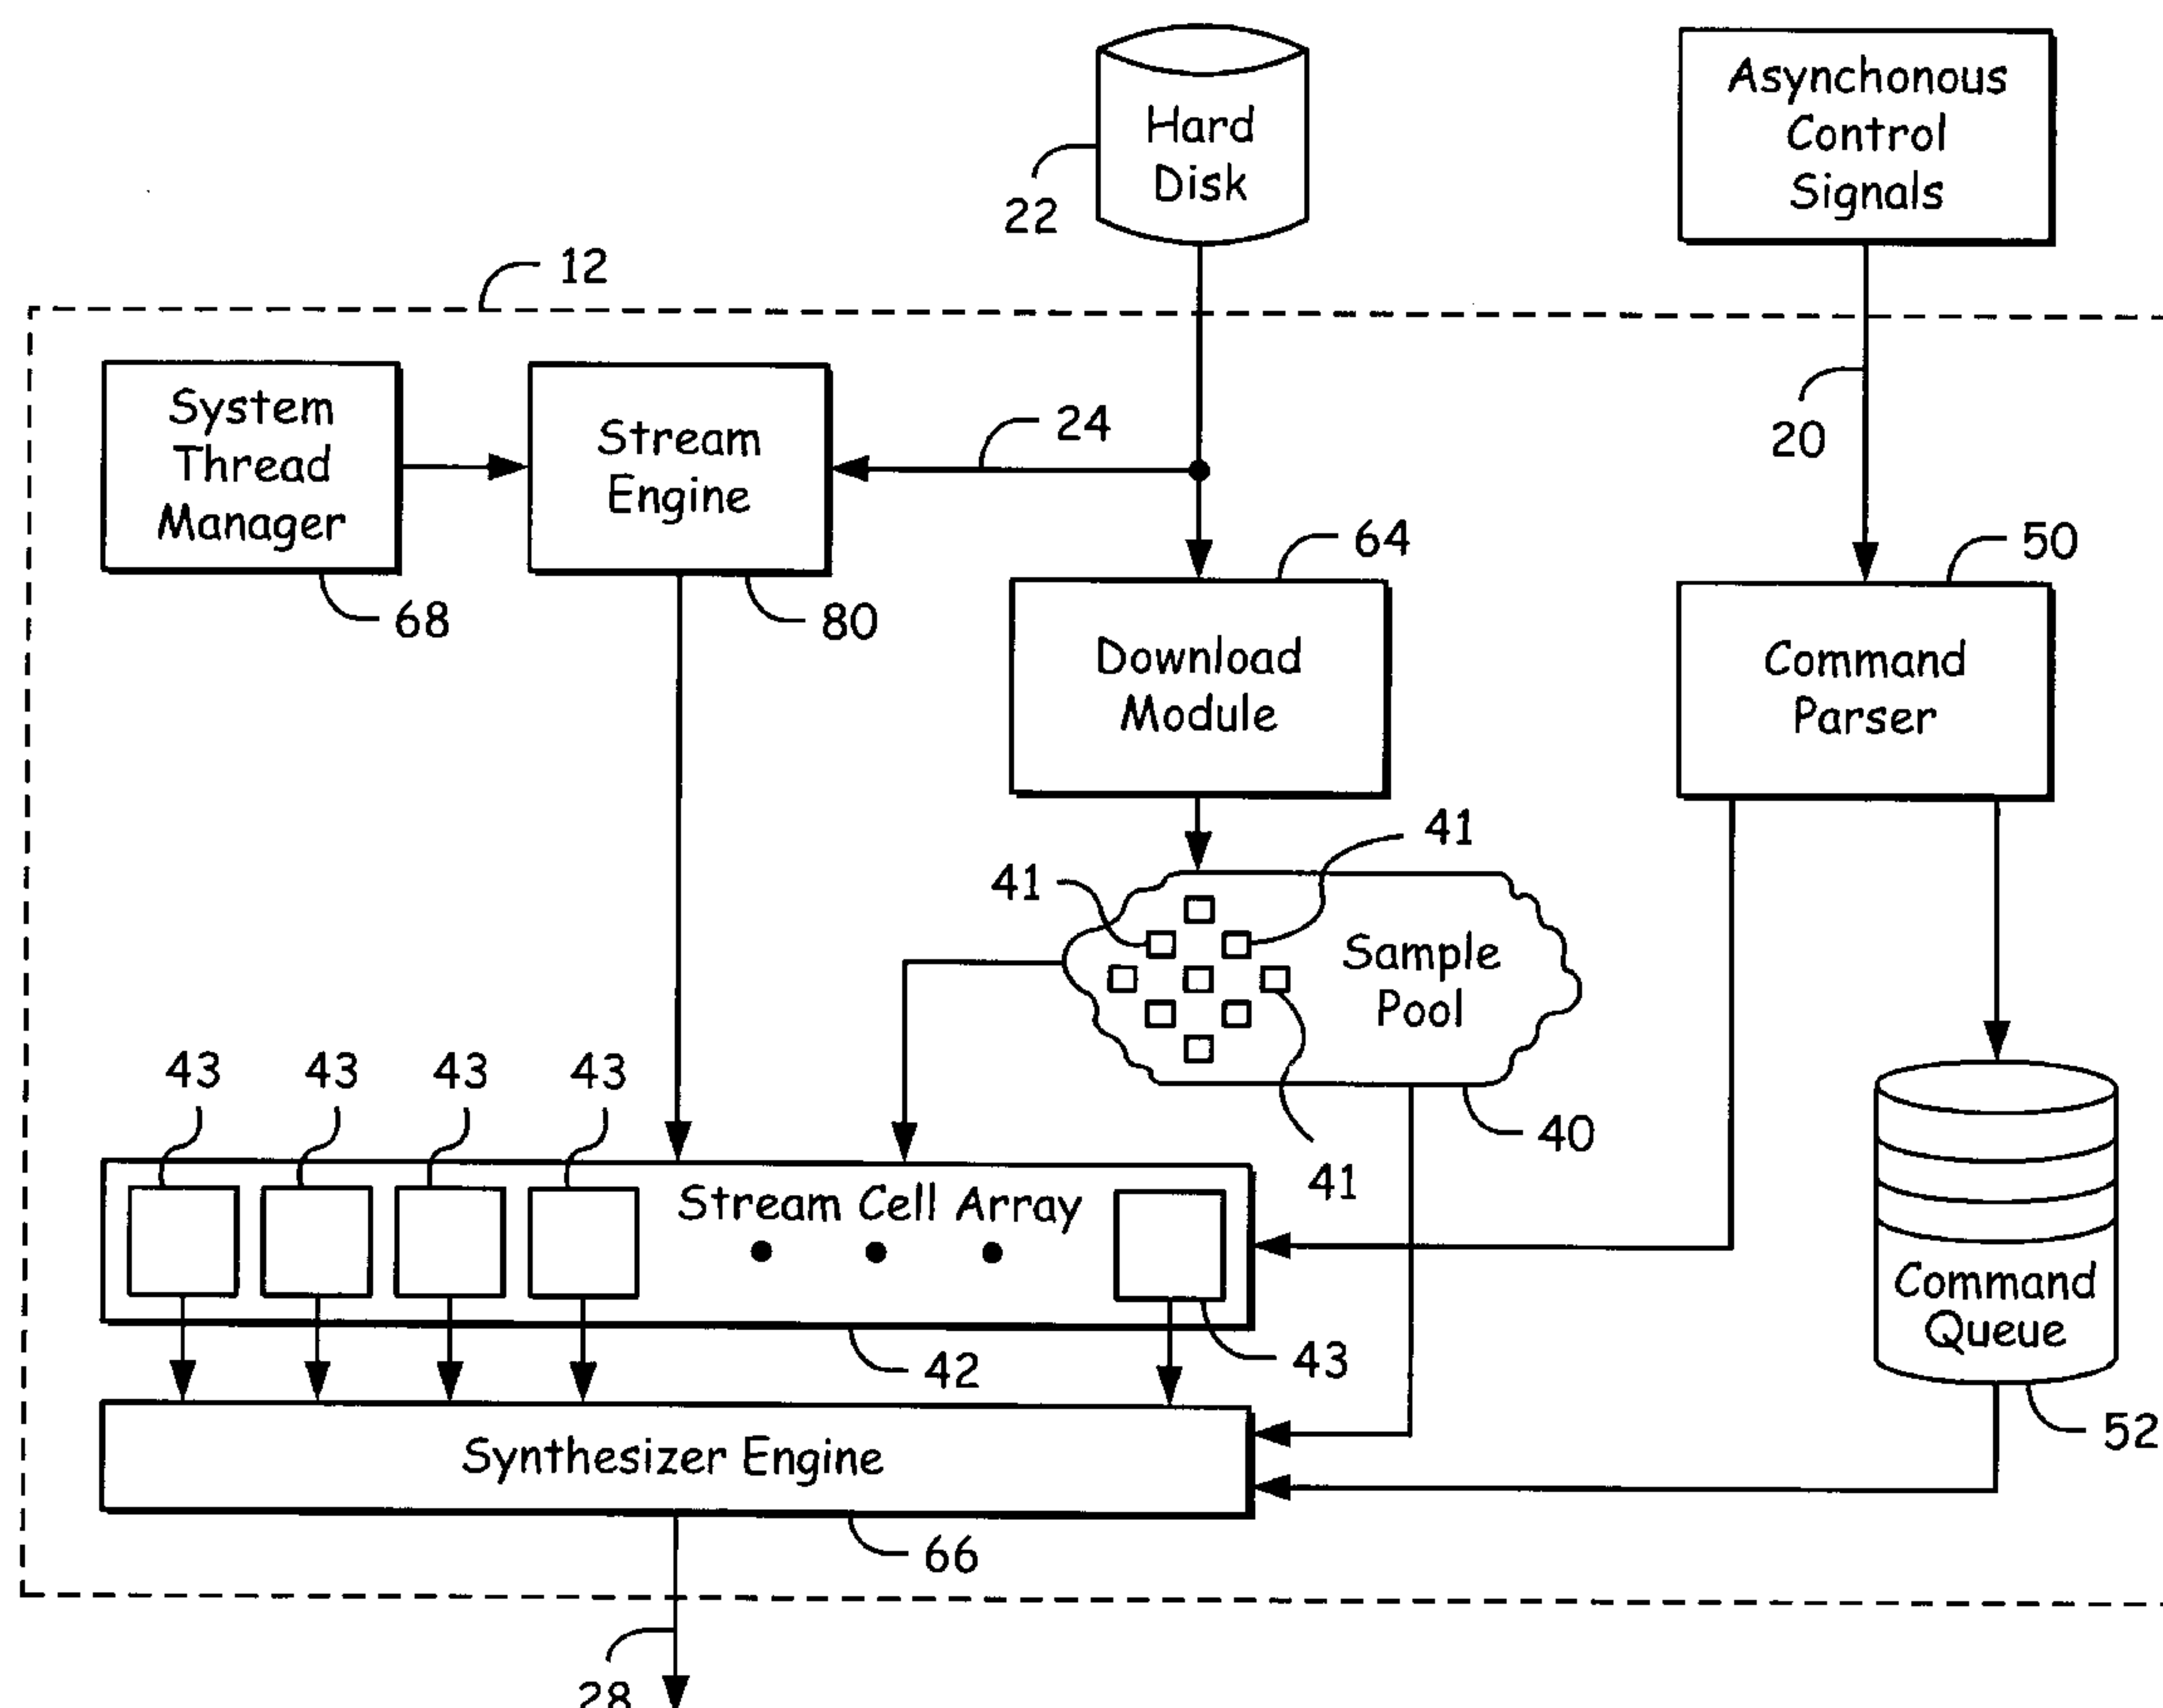 Hard
Disk
22
Asynchonous
Control
Signals
12
20
System
Thread
Manager
68
Stream
Engine
80
24
64
Download
Module
50
Command
Parser
41
41
Sample
Pool
40
41
43
43
43
43
Stream Cell Array
43
42
Command
Queue
52
Synthesizer Engine
66
28